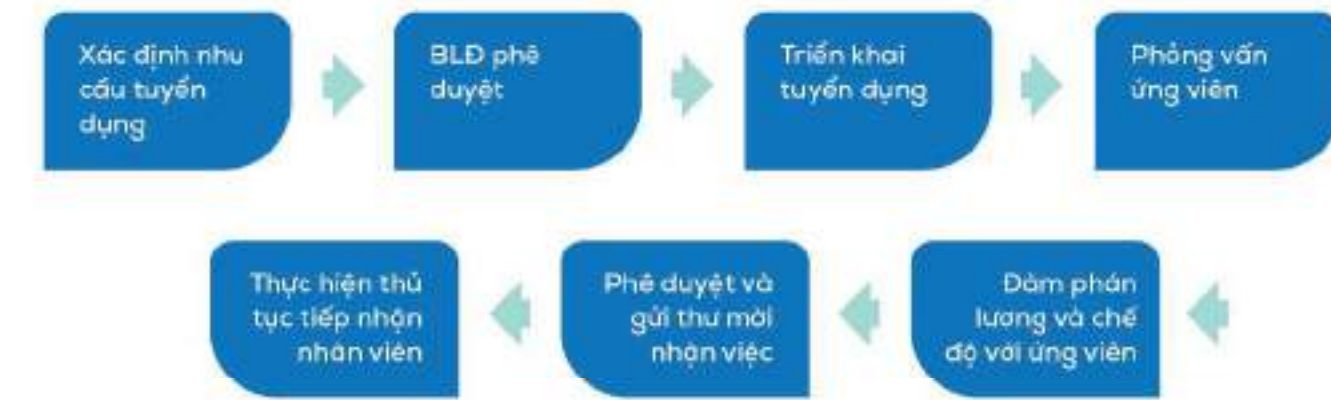 Xác định nhu
cầu tuyển
dụng
BLĐ phê
duyệt
Triển khai
tuyển dụng
Phỏng vấn
ứng viên
Đàm phán
lương và chế
độ với ứng viên
Phê duyệt và
gửi thư mời
nhận việc
Thực hiện thủ
tục tiếp nhận
nhân viên